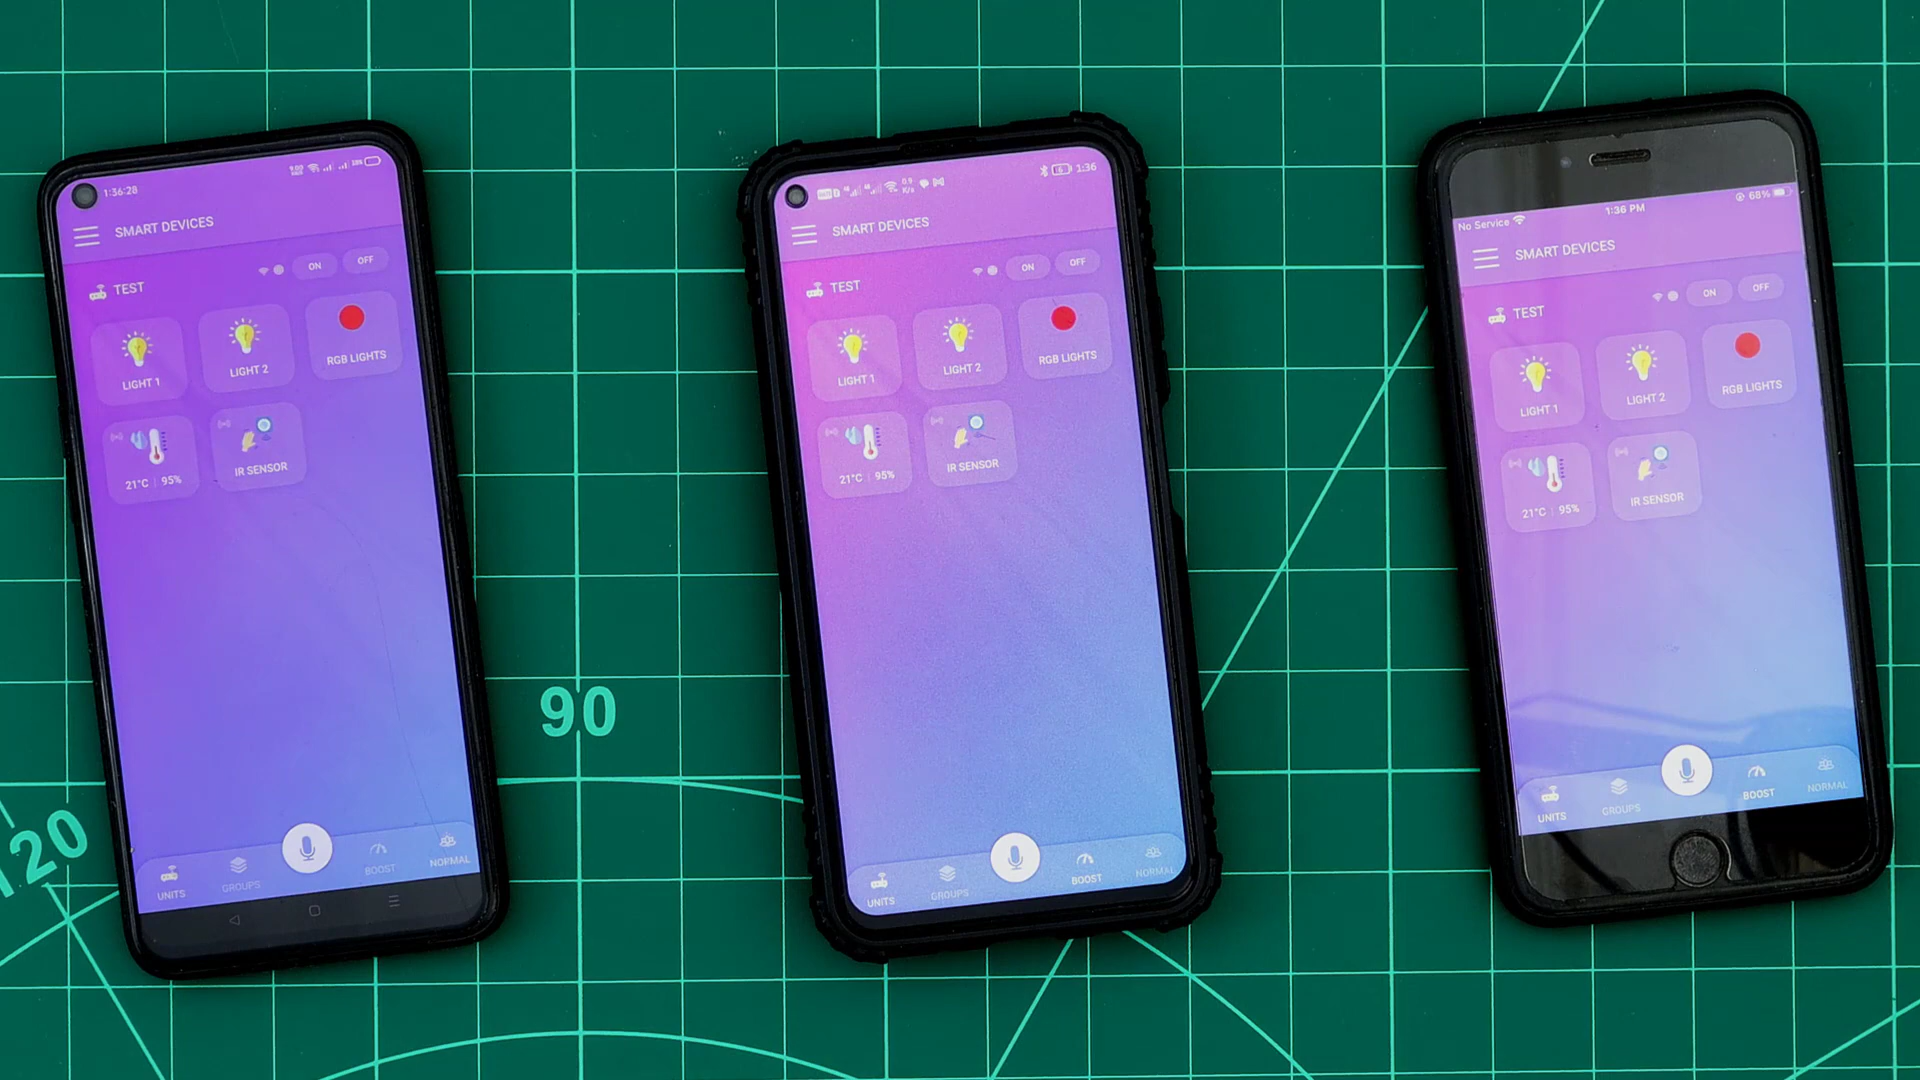 1:36:28
SMART DEVICES
TEST
ON
OFF
LIGHT 1
LIGHT 2
RGB LIGHTS
21°C | 95%
IR SENSOR
UNITS
GROUPS
BOOST
NORMAL
1:36
SMART DEVICES
TEST
ON
OFF
LIGHT 1
LIGHT 2
RGB LIGHTS
21°C | 95%
IR SENSOR
UNITS
GROUPS
BOOST
NORMAL
No Service
1:36 PM
68%
SMART DEVICES
TEST
ON
OFF
LIGHT 1
LIGHT 2
RGB LIGHTS
21°C | 95%
IR SENSOR
UNITS
GROUPS
BOOST
NORMAL
90
120